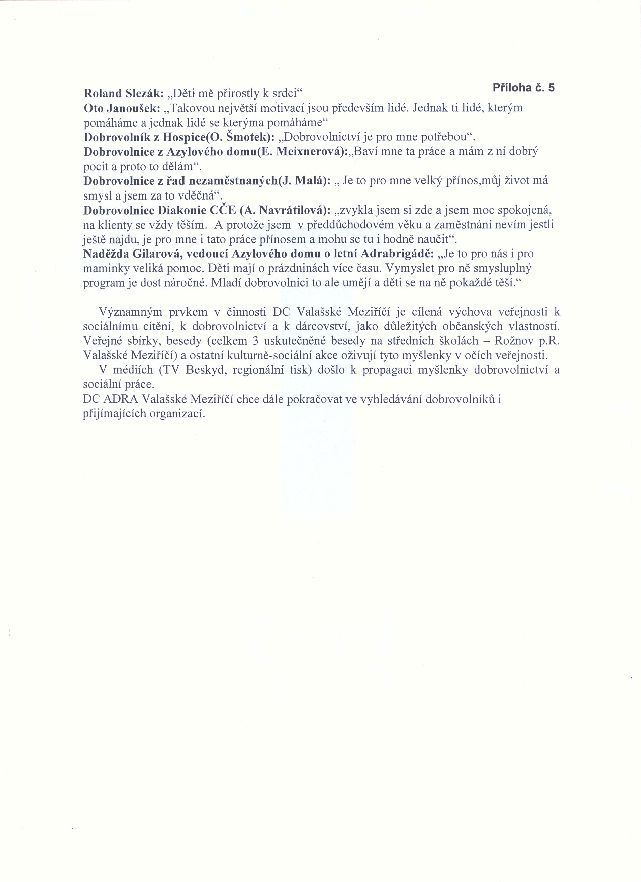 Příloha č. 5
Roland Slezák: „Děti mě přirostly k srdci“
Oto Janoušek: „Takovou největší motivací jsou především lidé. Jednak ti lidé, kterým
pomáháme a jednak lidé se kterýma pomáháme“
Dobrovolník z Hospice(O. Šmotek): „Dobrovolnictví je pro mne potřebou“.
Dobrovolnice z Azylového domu(E. Meixnerová):„Baví mne ta práce a mám z ní dobrý
pocit a proto to dělám“.
Dobrovolnice z řad nezaměstnaných(J. Malá): „ Je to pro mne velký přínos,můj život má
smysl a jsem za to vděčná“.
Dobrovolnice Diakonie CČE (A. Navrátilová): „zvykla jsem si zde a jsem moc spokojená,
na klienty se vždy těším. A protože jsem v předdůchodovém věku a zaměstnání nevím jestli
ještě najdu, je pro mne i tato práce přínosem a mohu se tu i hodně naučit“.
Naděžda Gilarová, vedoucí Azylového domu o letní Adrabrigádě: „Je to pro nás i pro
maminky veliká pomoc. Děti mají o prázdninách více času. Vymyslet pro ně smysluplný
program je dost náročné. Mladí dobrovolníci to ale umějí a děti se na ně pokaždé těší.“
Významným prvkem v činnosti DC Valašské Meziříčí je cílená výchova veřejnosti k
sociálnímu cítění, k dobrovolnictví a k dárcovství, jako důležitých občanských vlastností.
Veřejné sbírky, besedy (celkem 3 uskutečněné besedy na středních školách – Rožnov p.R.
Valašské Meziříčí) a ostatní kulturně-sociální akce oživují tyto myšlenky v očích veřejnosti.
V médiích (TV Beskyd, regionální tisk) došlo k propagaci myšlenky dobrovolnictví a
sociální práce.
DC ADRA Valašské Meziříčí chce dále pokračovat ve vyhledávání dobrovolníků i
přijímajících organizací.